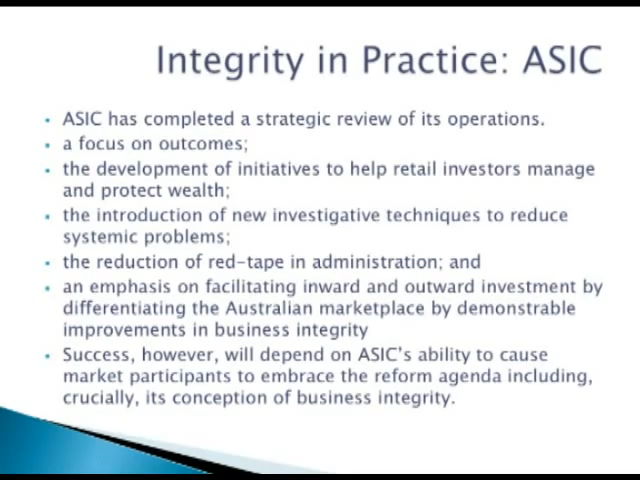 Integrity in Practice: ASIC
ASIC has completed a strategic review of its operations.
a focus on outcomes;
the development of initiatives to help retail investors manage
and protect wealth;
the introduction of new investigative techniques to reduce
systemic problems;
the reduction of red-tape in administration; and
an emphasis on facilitating inward and outward investment by
differentiating the Australian marketplace by demonstrable
improvements in business integrity
Success, however, will depend on ASIC's ability to cause
market participants to embrace the reform agenda including,
crucially, its conception of business integrity.